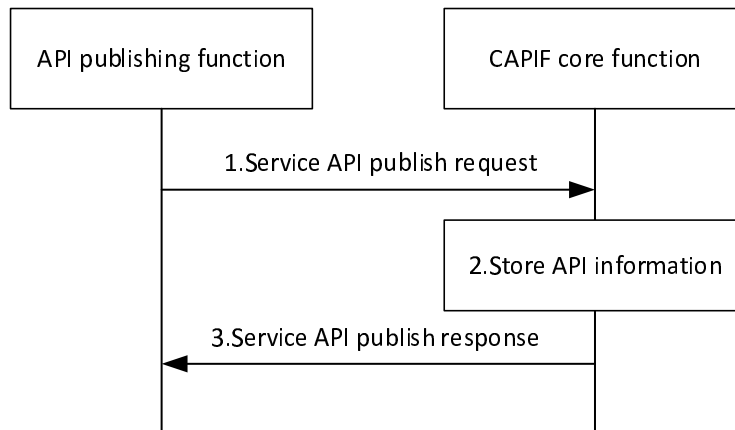 API publishing function
CAPIF core function
1.Service API publish request
2.Store API information
3.Service API publish response